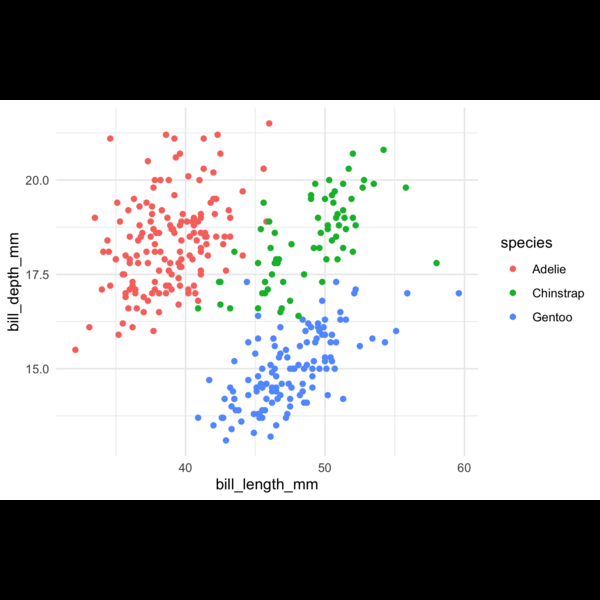 20.0
17.5
15.0
bill_depth_mm
40
50
60
bill_length_mm
species
Adelie
Chinstrap
Gentoo